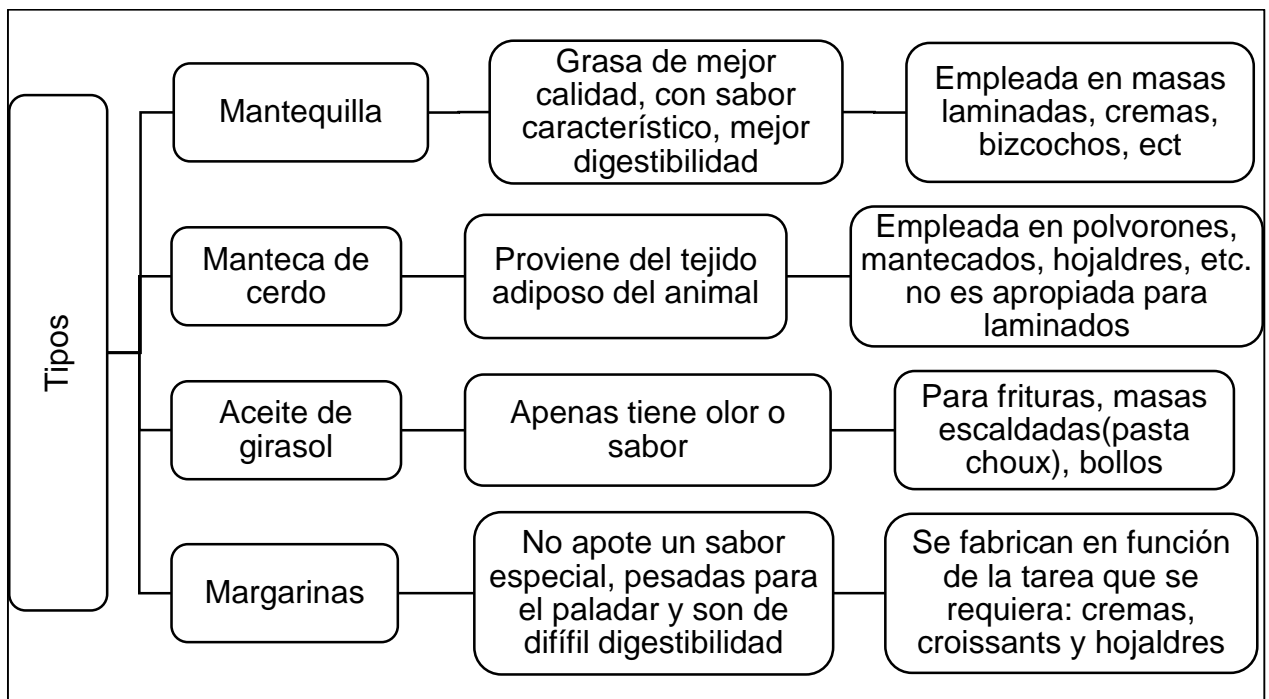 Tipos
Mantequilla
Grasa de mejor
calidad, con sabor
característico, mejor
digestibilidad
Empleada en masas
laminadas, cremas,
bizcochos, ect
Manteca de
cerdo
Proviene del tejido
adiposo del animal
Empleada en polvorones,
mantecados, hojaldres, etc.
no es apropiada para
laminados
Aceite de
girasol
Apenas tiene olor o
sabor
Para frituras, masas
escaldadas(pasta
choux), bollos
Margarinas
No apote un sabor
especial, pesadas para
el paladar y son de
difífil digestibilidad
Se fabrican en función
de la tarea que se
requiera: cremas,
croissants y hojaldres